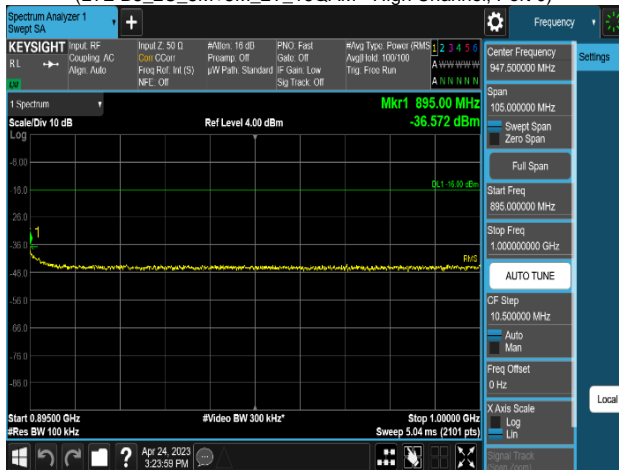 Spectrum Analyzer 1
Swept SA
Frequency
KEYSIGHT
RL
Input: RF
Coupling: AC
Align: Auto
Input Z: 50 Ω
Corr CCorr
Freq Ref: Int (S)
NFE: Off
#Atten: 16 dB
Preamp: Off
µW Path: Standard
PNO: Fast
Gate: Off
IF Gain: Low
Sig Track: Off
#Avg Type: Power (RMS
Avg|Hold: 100/100
Trig: Free Run
1 2 3 4 5 6
A W W W W W
A N N N N N
1 Spectrum
Scale/Div 10 dB
Log
Ref Level 4.00 dBm
Mkr1 895.00 MHz
-36.572 dBm
-6.00
-16.0
-26.0
-36.0
-46.0
-56.0
-66.0
-76.0
-86.0
DL1 -16.00 dBm
1
RMS
Start 0.89500 GHz
#Res BW 100 kHz
#Video BW 300 kHz*
Stop 1.00000 GHz
Sweep 5.04 ms (2101 pts)
Center Frequency
947.500000 MHz
Settings
Span
105.000000 MHz
Swept Span
Zero Span
Full Span
Start Freq
895.000000 MHz
Stop Freq
1.000000000 GHz
AUTO TUNE
CF Step
10.500000 MHz
Auto
Man
Freq Offset
0 Hz
X Axis Scale
Log
Lin
Local
Signal Track
(Span Zoom)
?
Apr 24, 2023
3:23:59 PM